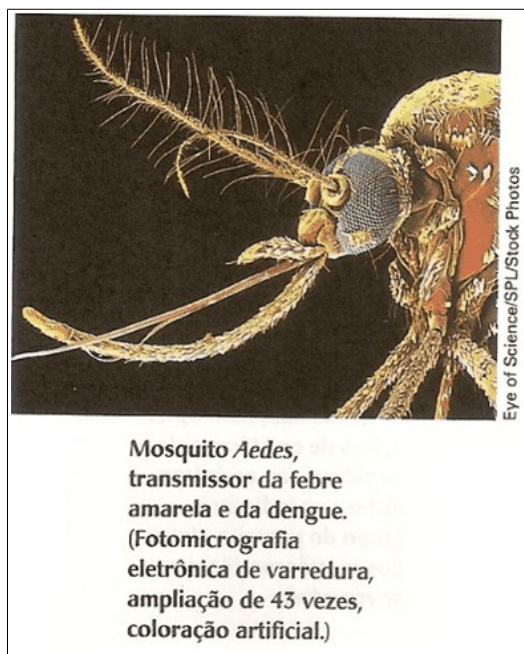 Eye of Science/SPL/Stock Photos
Mosquito Aedes,
transmissor da febre
amarela e da dengue.
(Fotomicrografia
eletrônica de varredura,
ampliação de 43 vezes,
coloração artificial.)